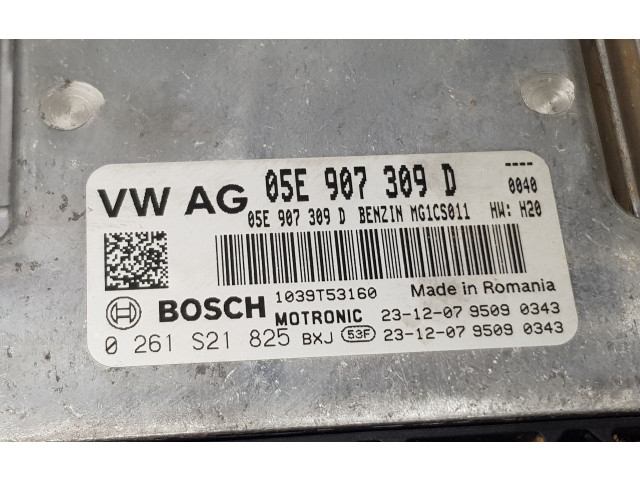 VW AG 05E 907 309 D ----
0040
05E 907 309 D BENZIN MG1CS011 HW: H20
1039T53160 Made in Romania
BOSCH MOTRONIC 23-12-07 9509 0343
0 261 S21 825 BXJ 53F 23-12-07 9509 0343